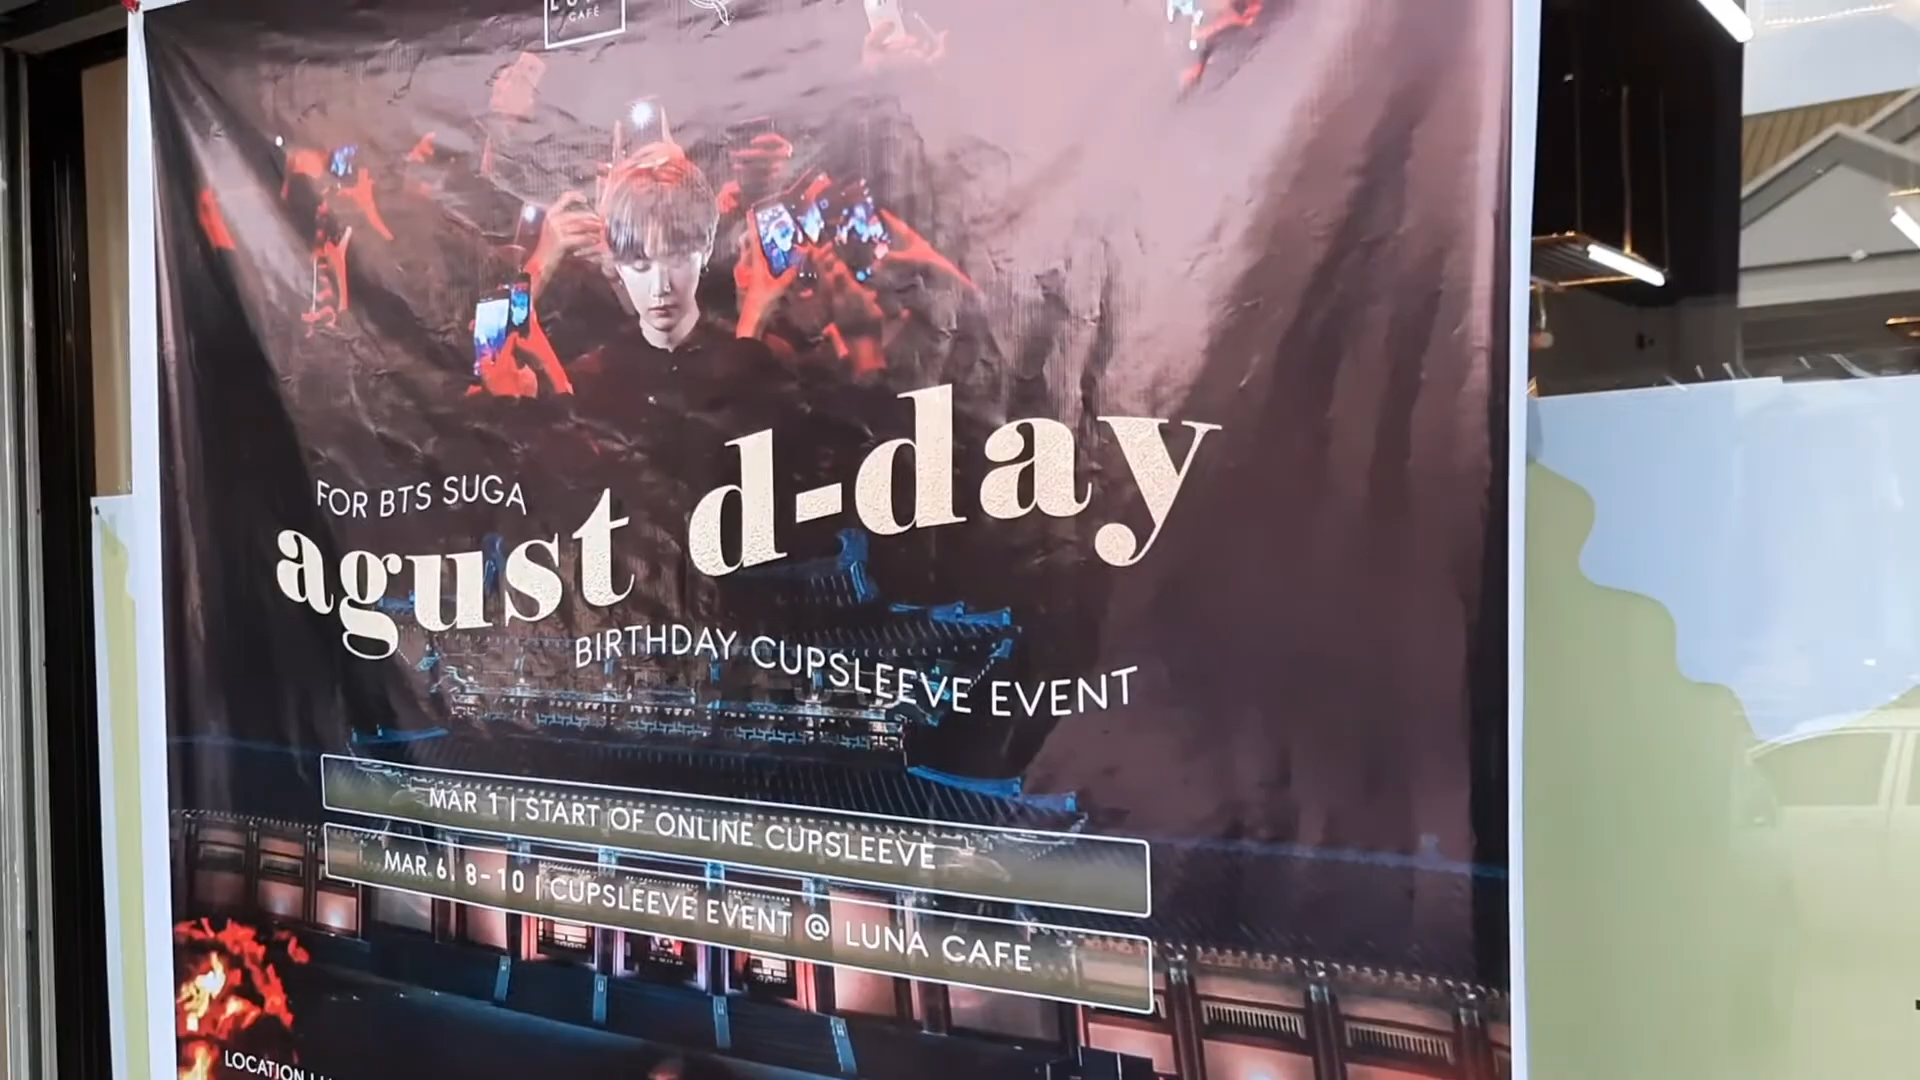 CAFÉ
FOR BTS SUGA
agust d-day
BIRTHDAY CUPSLEEVE EVENT
MAR 1 | START OF ONLINE CUPSLEEVE
MAR 6, 8-10 | CUPSLEEVE EVENT @ LUNA CAFE
LOCATION